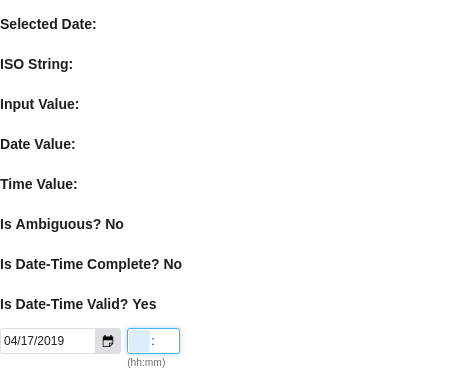 Selected Date:
ISO String:
Input Value:
Date Value:
Time Value:
Is Ambiguous? No
Is Date-Time Complete? No
Is Date-Time Valid? Yes
04/17/2019 :
(hh:mm)